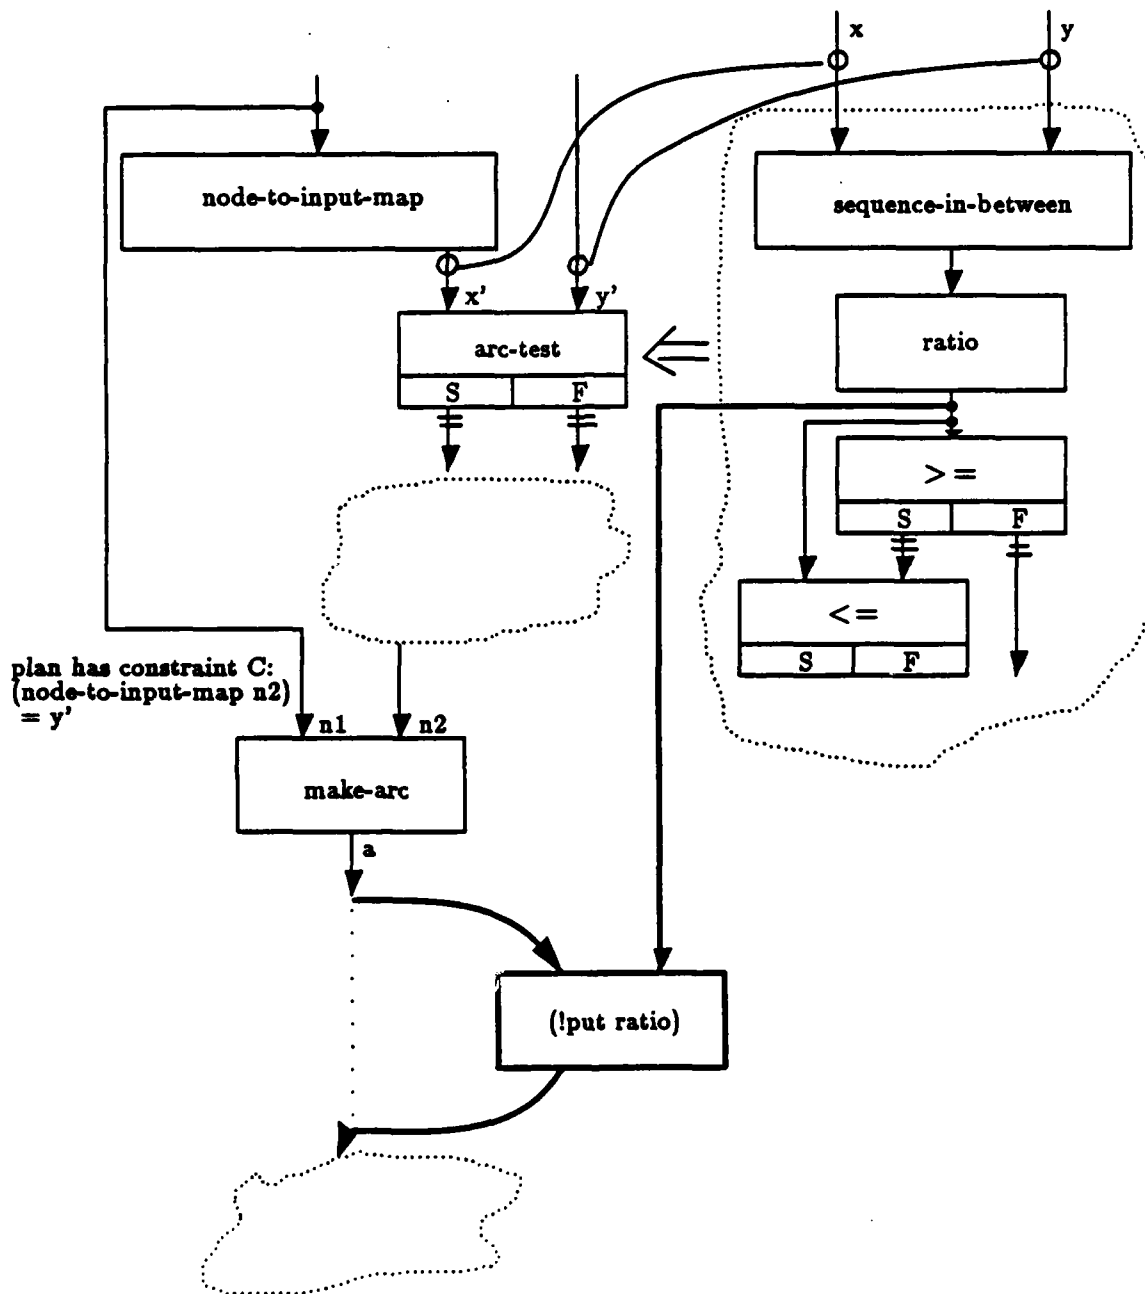 x
y
node-to-input-map
sequence-in-between
x'
y'
arc-test
ratio
S
F
>=
S
F
<=
S
F
plan has constraint C:
(node-to-input-map n2)
= y'
n1
n2
make-arc
a
(!put ratio)